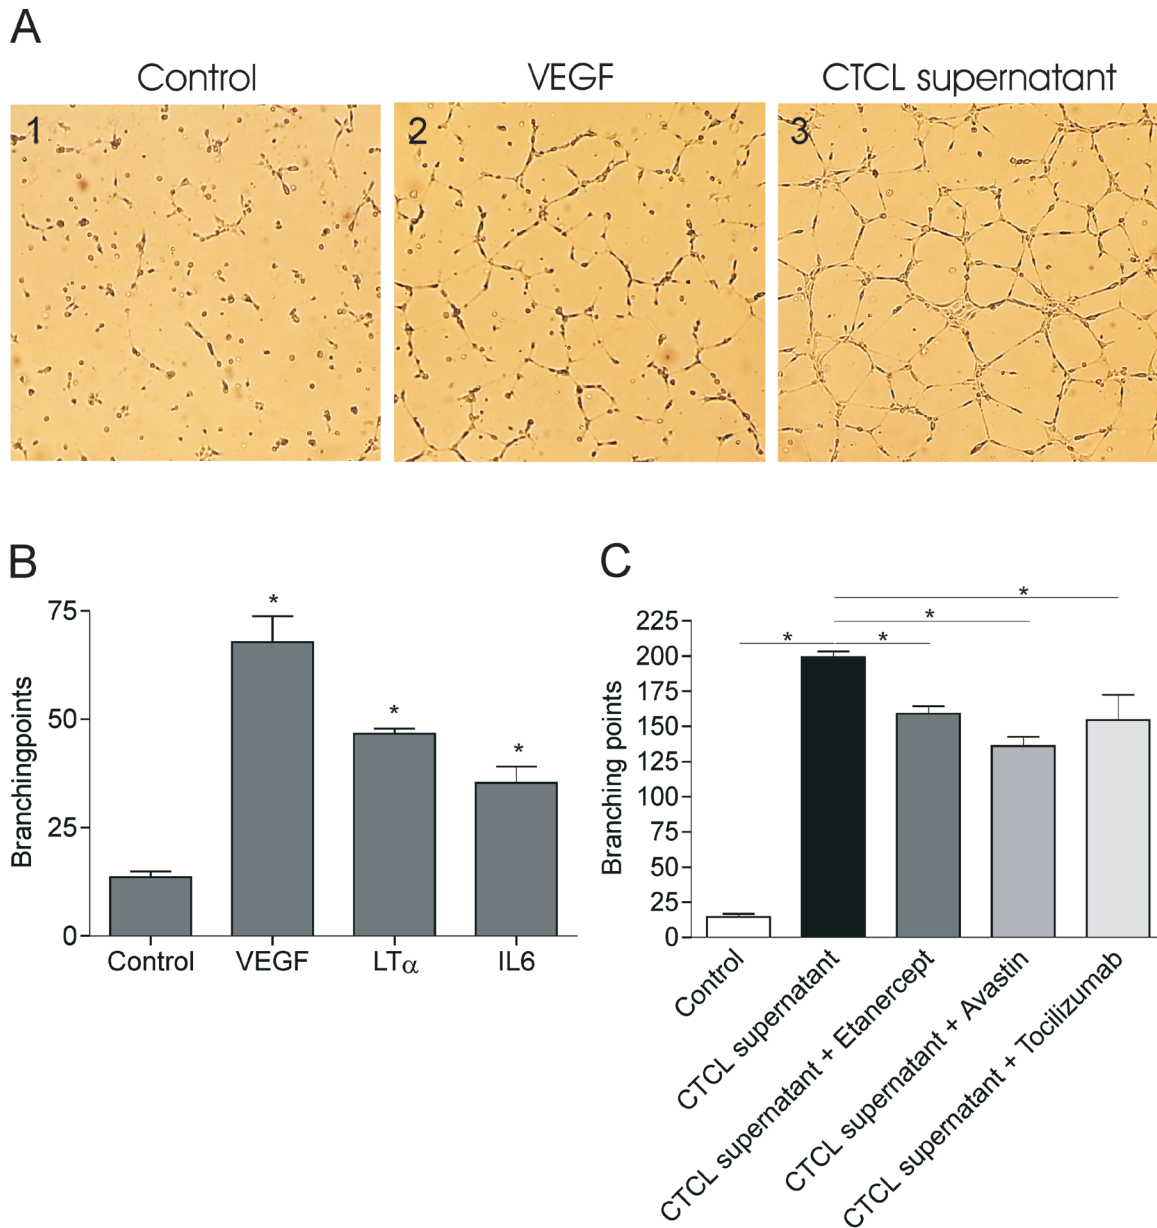 A
Control
VEGF
CTCL supernatant
1
2
3
B
Branchingpoints
75
50
25
0
*
*
*
Control
VEGF
LTα
IL6
C
Branching points
225
200
175
150
125
100
75
50
25
0
*
*
*
*
Control
CTCL supernatant
CTCL supernatant + Etanercept
CTCL supernatant + Avastin
CTCL supernatant + Tocilizumab